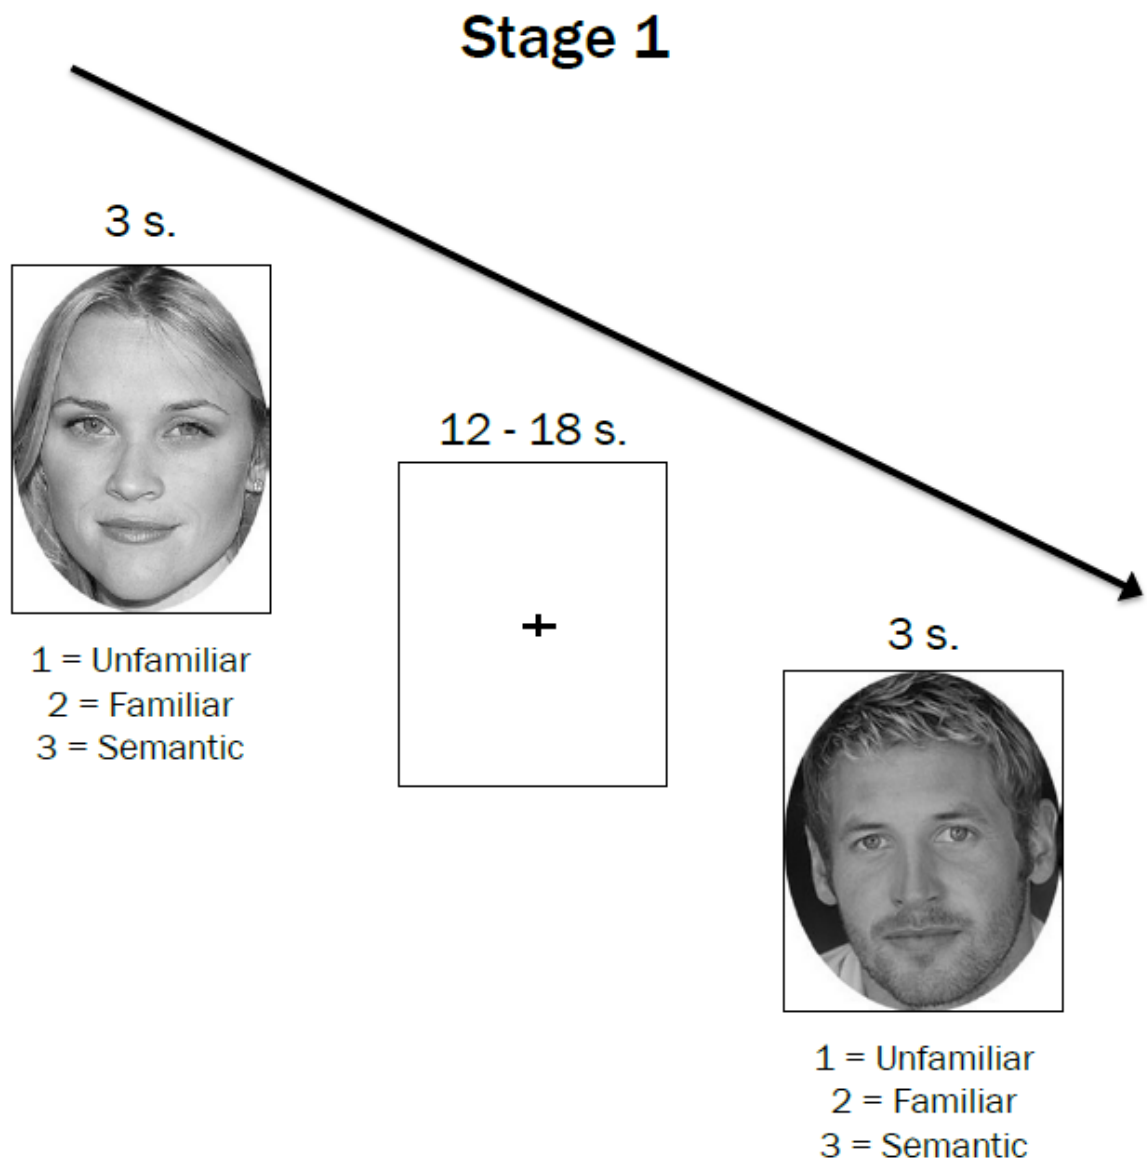 Stage 1
3 s.
1 = Unfamiliar
2 = Familiar
3 = Semantic
12 - 18 s.
3 s.
1 = Unfamiliar
2 = Familiar
3 = Semantic